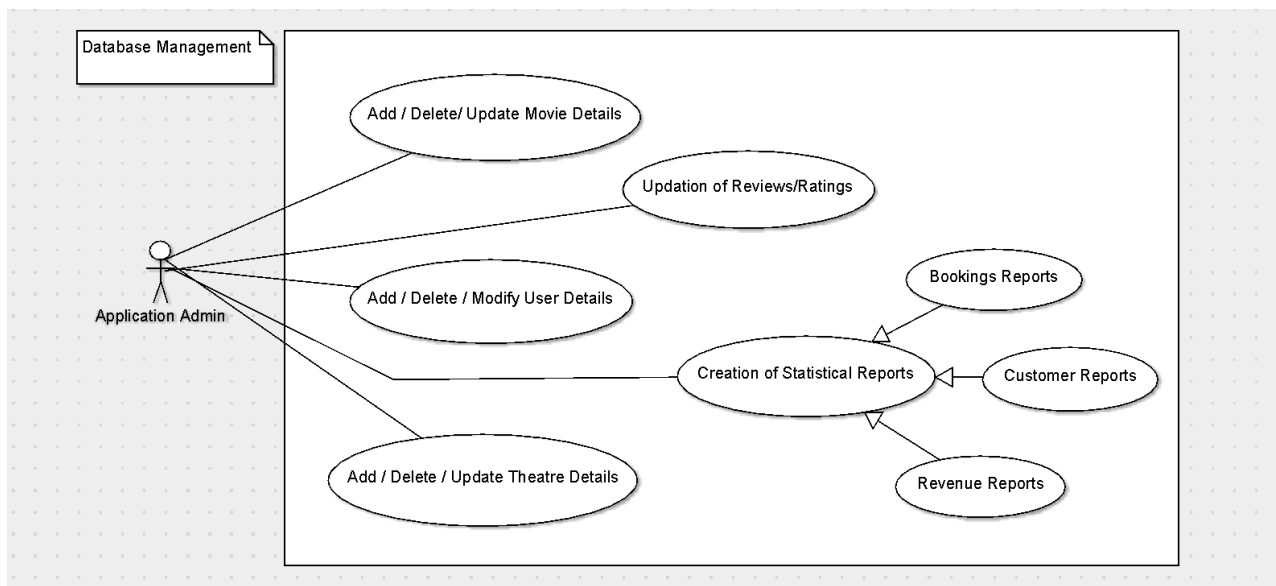 Database Management
Add / Delete/ Update Movie Details
Updation of Reviews/Ratings
Bookings Reports
Add / Delete / Modify User Details
Application Admin
Creation of Statistical Reports
Customer Reports
Add / Delete / Update Theatre Details
Revenue Reports